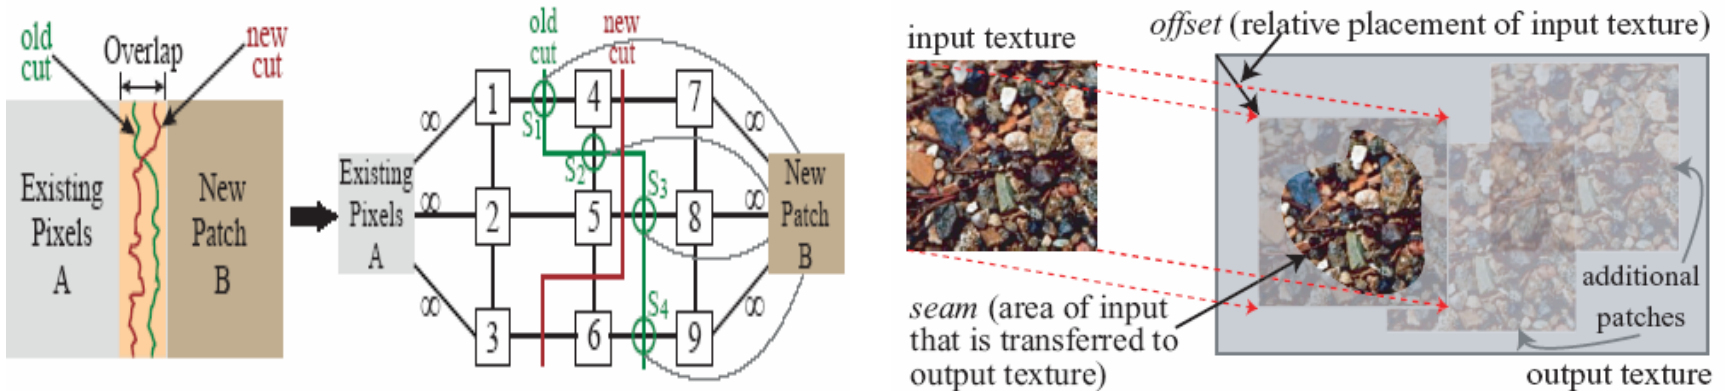 old
cut
Overlap
new
cut
Existing
Pixels
A
New
Patch
B
old
cut
new
cut
1
4
7
S1
∞
∞
S2
Existing
Pixels
A
∞
2
5
S3
8
∞
New
Patch
B
∞
∞
S4
3
6
9
offset (relative placement of input texture)
input texture
additional
patches
seam (area of input
that is transferred to
output texture)
output texture